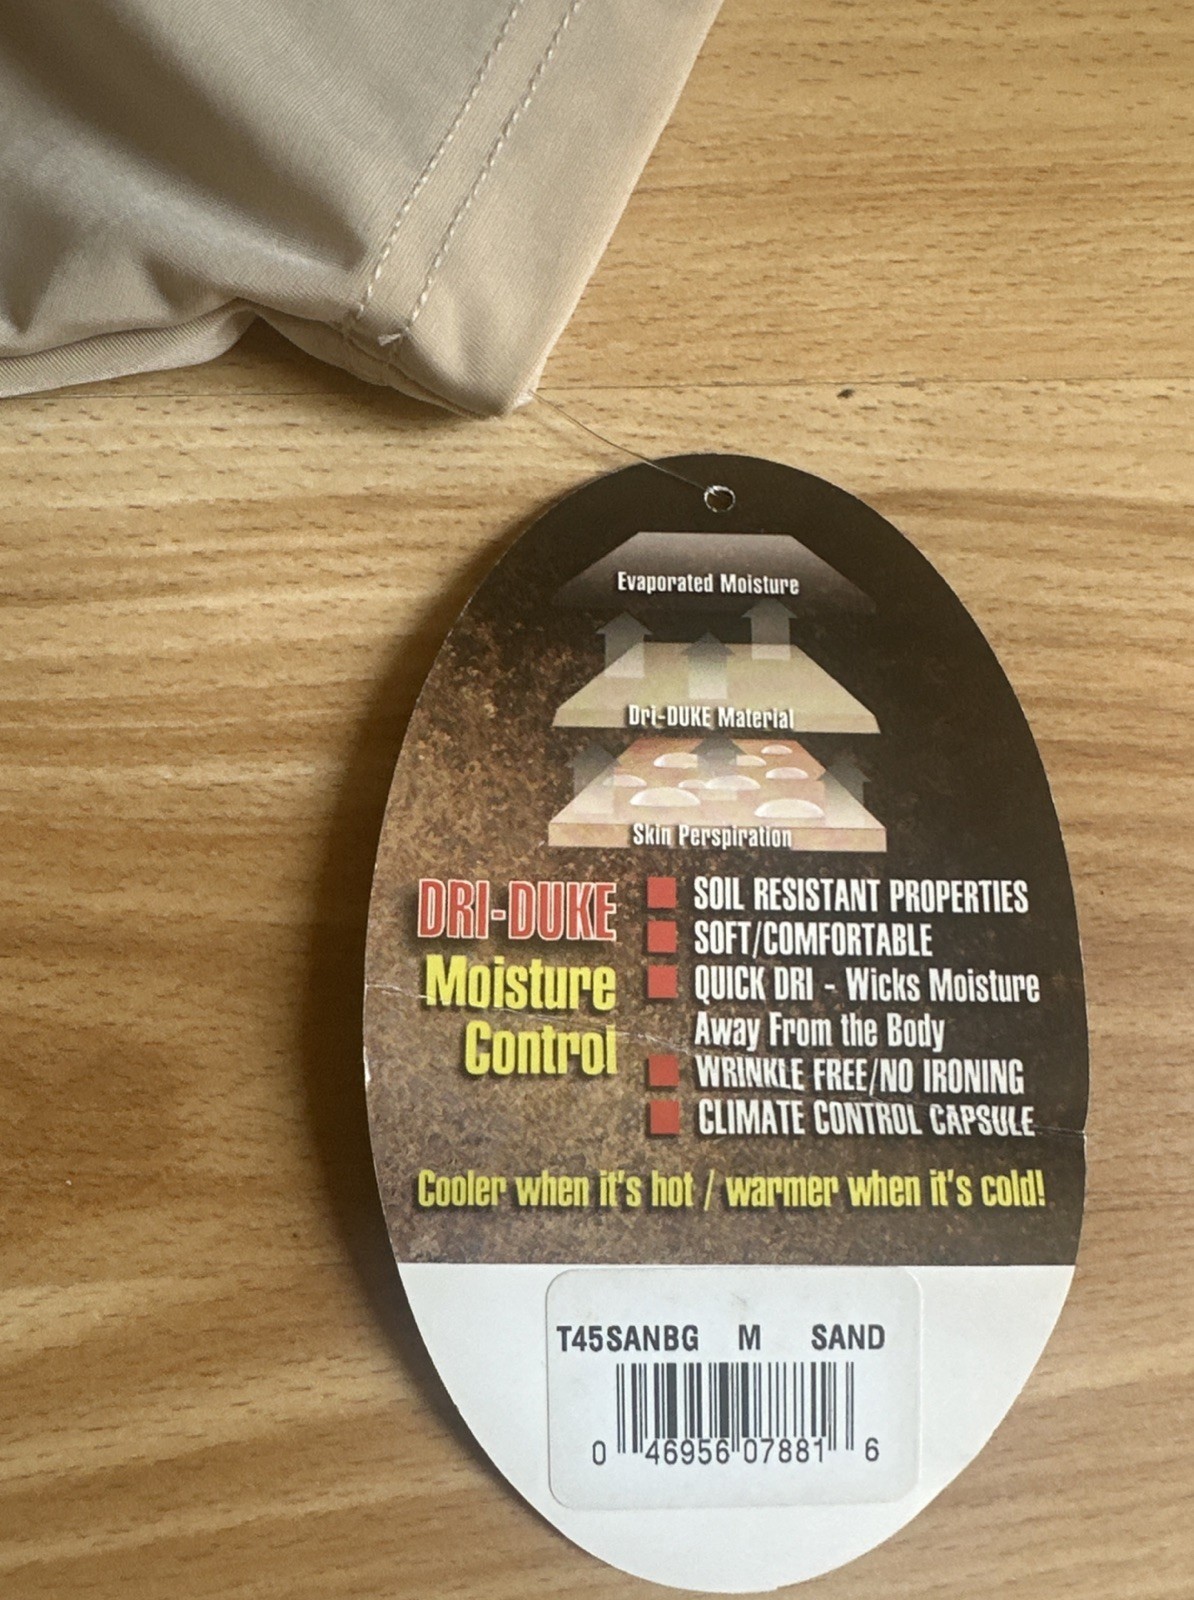 Evaporated Moisture
Dri-DUKE Material
Skin Perspiration
DRI-DUKE
Moisture
Control
SOIL RESISTANT PROPERTIES
SOFT/COMFORTABLE
QUICK DRI - Wicks Moisture
Away From the Body
WRINKLE FREE/NO IRONING
CLIMATE CONTROL CAPSULE
Cooler when it's hot / warmer when it's cold!
T45SANBG M SAND
0 46956 07881 6